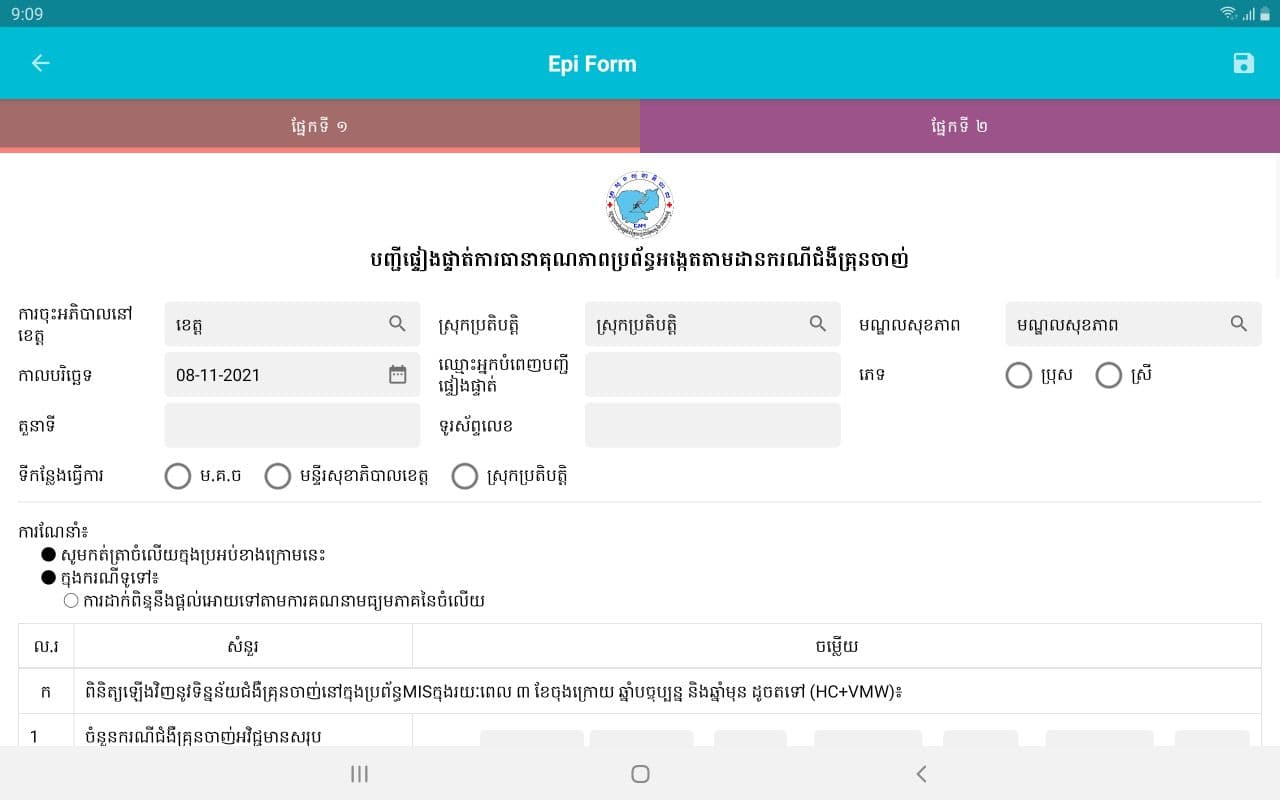 9:09
Epi Form
ផ្នែកទី ១
ផ្នែកទី ២
CNM
បញ្ជីផ្ទៀងផ្ទាត់ការធានាគុណភាពប្រព័ន្ធអង្កេតតាមដានករណីជំងឺគ្រុនចាញ់
ការចុះអភិបាលនៅ
ខេត្ត
ខេត្ត
ស្រុកប្រតិបត្តិ
ស្រុកប្រតិបត្តិ
មណ្ឌលសុខភាព
មណ្ឌលសុខភាព
កាលបរិច្ឆេទ
08-11-2021
ឈ្មោះអ្នកបំពេញបញ្ជី
ផ្ទៀងផ្ទាត់
ភេទ
ប្រុស
ស្រី
តួនាទី
ទូរស័ព្ទលេខ
ទីកន្លែងធ្វើការ
ម.គ.ច
មន្ទីរសុខាភិបាលខេត្ត
ស្រុកប្រតិបត្តិ
ការណែនាំ៖
● សូមកត់ត្រាចំលើយក្នុងប្រអប់ខាងក្រោមនេះ
● ក្នុងករណីទូទៅ៖
○ ការដាក់ពិន្ទុនឹងផ្តល់អោយទៅតាមការគណនាមធ្យមភាគនៃចំលើយ
ល.រ
សំនួរ
ចម្លើយ
ក
ពិនិត្យឡើងវិញនូវទិន្នន័យជំងឺគ្រុនចាញ់នៅក្នុងប្រព័ន្ធMISក្នុងរយៈពេល ៣ ខែចុងក្រោយ ឆ្នាំបច្ចុប្បន្ន និងឆ្នាំមុន ដូចតទៅ (HC+VMW)៖
1
ចំនួនករណីជំងឺគ្រុនចាញ់អវិជ្ជមានសរុប